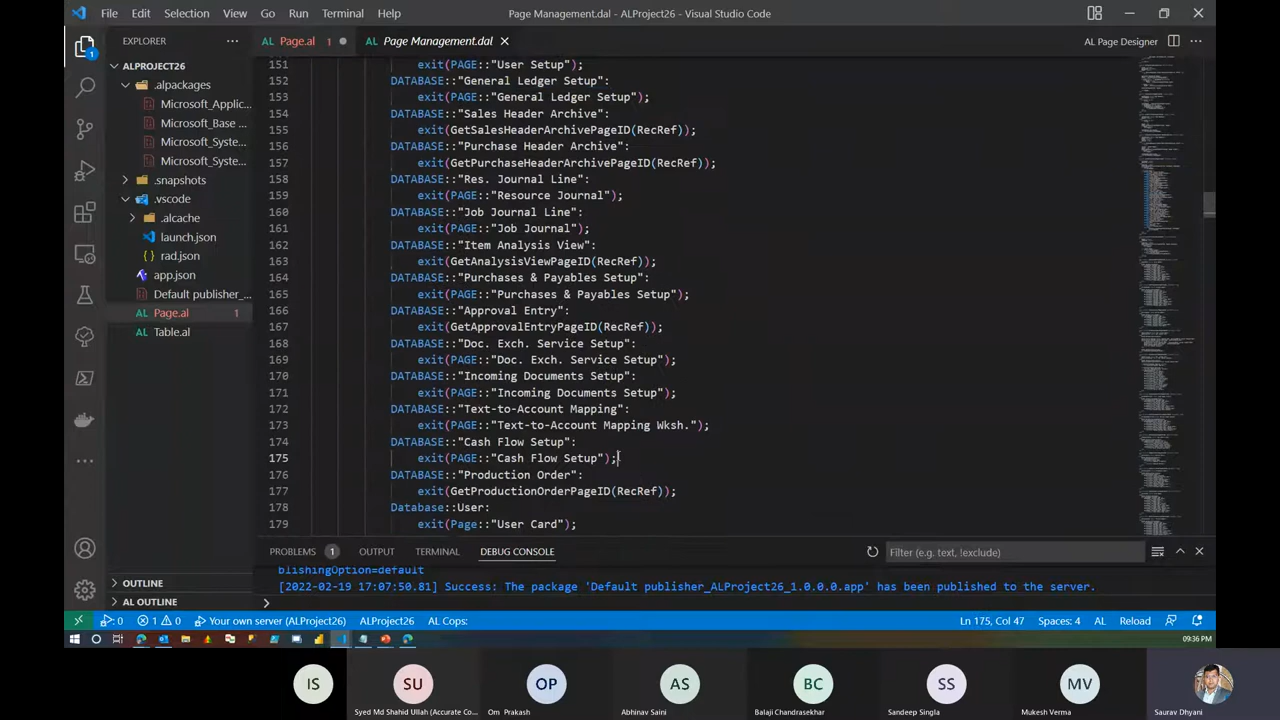 File Edit Selection View Go Run Terminal Help
Page Management.dal - ALProject26 - Visual Studio Code
EXPLORER
Page.al 1
Page Management.dal
AL Page Designer
ALPROJECT26
.alpackages
Microsoft_Applic...
Microsoft_Base ...
Microsoft_Syste...
Microsoft_Syste...
.snapshots
.vscode
.alcache
launch.json
rad.json
app.json
Default publisher_...
Page.al 1
Table.al
OUTLINE
AL OUTLINE
151 exit(PAGE::"User Setup");
152 DATABASE::"General Ledger Setup":
153 exit(PAGE::"General Ledger Setup");
154 DATABASE::"Sales Header Archive":
155 exit(GetSalesHeaderArchivePageID(RecRef));
156 DATABASE::"Purchase Header Archive":
157 exit(GetPurchaseHeaderArchivePageID(RecRef));
158 DATABASE::"Res. Journal Line":
159 exit(PAGE::"Resource Journal");
160 DATABASE::"Job Journal Line":
161 exit(PAGE::"Job Journal");
162 DATABASE::"Item Analysis View":
163 exit(GetAnalysisViewPageID(RecRef));
164 DATABASE::"Purchases & Payables Setup":
165 exit(PAGE::"Purchases & Payables Setup");
166 DATABASE::"Approval Entry":
167 exit(GetApprovalEntryPageID(RecRef));
168 DATABASE::"Doc. Exch. Service Setup":
169 exit(PAGE::"Doc. Exch. Service Setup");
170 DATABASE::"Incoming Documents Setup":
171 exit(PAGE::"Incoming Documents Setup");
172 DATABASE::"Text-to-Account Mapping":
173 exit(PAGE::"Text-to-Account Mapping Wksh.");
174 DATABASE::"Cash Flow Setup":
175 exit(PAGE::"Cash Flow Setup");
176 DATABASE::"Production Order":
177 exit(GetProductionOrderPageID(RecRef));
178 Database::User:
179 exit(Page::"User Card");
PROBLEMS 1 OUTPUT TERMINAL DEBUG CONSOLE
Filter (e.g. text, !exclude)
blishingOption=default
[2022-02-19 17:07:50.81] Success: The package 'Default publisher_ALProject26_1.0.0.0.app' has been published to the server.
0 1 0 Your own server (ALProject26) ALProject26 AL Cops:
Ln 175, Col 47 Spaces: 4 AL Reload
09:36 PM
IS SU OP AS BC SS MV
Syed Md Shahid Ullah (Accurate Co... Om Prakash Abhinav Saini Balaji Chandrasekhar Sandeep Singla Mukesh Verma Saurav Dhyani